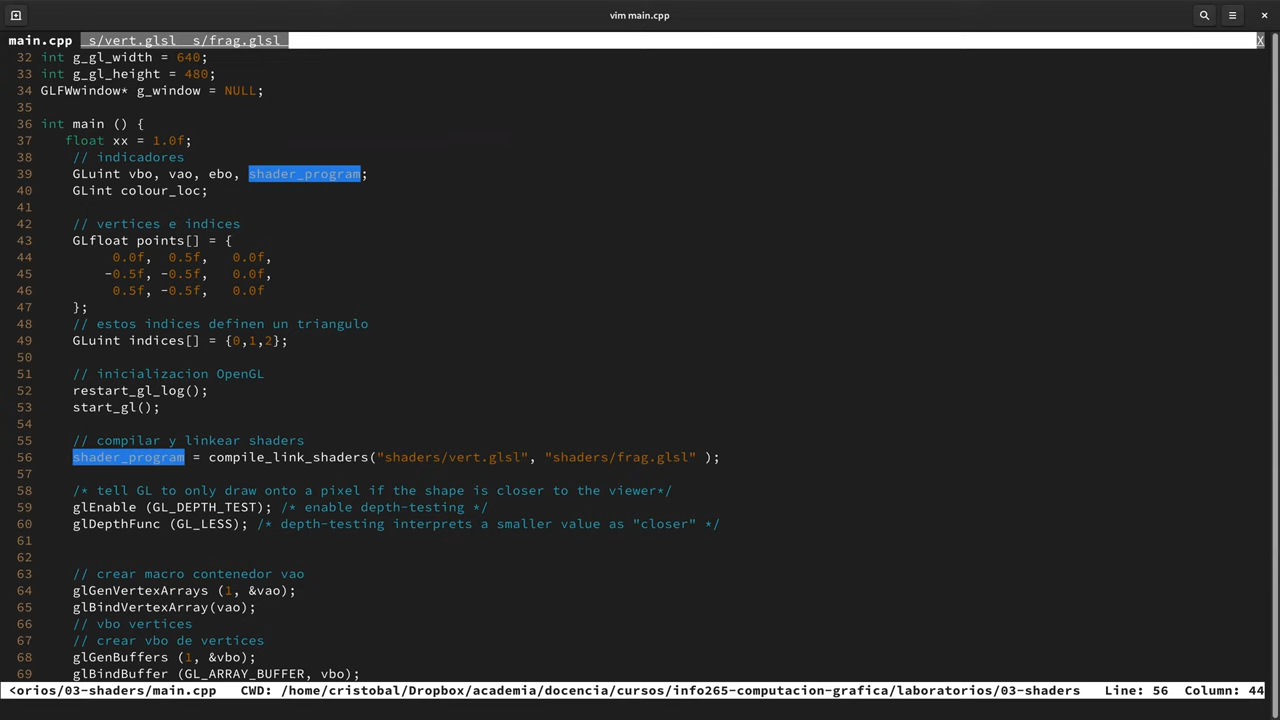 vim main.cpp
main.cpp  s/vert.glsl  s/frag.glsl  X
32 int g_gl_width = 640;
33 int g_gl_height = 480;
34 GLFWwindow* g_window = NULL;
35
36 int main () {
37    float xx = 1.0f;
38     // indicadores
39     GLuint vbo, vao, ebo, shader_program;
40     GLint colour_loc;
41
42     // vertices e indices
43     GLfloat points[] = {
44          0.0f,  0.5f,   0.0f,
45         -0.5f, -0.5f,   0.0f,
46          0.5f, -0.5f,   0.0f
47     };
48     // estos indices definen un triangulo
49     GLuint indices[] = {0,1,2};
50
51     // inicializacion OpenGL
52     restart_gl_log();
53     start_gl();
54
55     // compilar y linkear shaders
56     shader_program = compile_link_shaders("shaders/vert.glsl", "shaders/frag.glsl" );
57
58     /* tell GL to only draw onto a pixel if the shape is closer to the viewer*/
59     glEnable (GL_DEPTH_TEST); /* enable depth-testing */
60     glDepthFunc (GL_LESS); /* depth-testing interprets a smaller value as "closer" */
61
62
63     // crear macro contenedor vao
64     glGenVertexArrays (1, &vao);
65     glBindVertexArray(vao);
66     // vbo vertices
67     // crear vbo de vertices
68     glGenBuffers (1, &vbo);
69     glBindBuffer (GL_ARRAY_BUFFER, vbo);
<orios/03-shaders/main.cpp   CWD: /home/cristobal/Dropbox/academia/docencia/cursos/info265-computacion-grafica/laboratorios/03-shaders   Line: 56  Column: 44